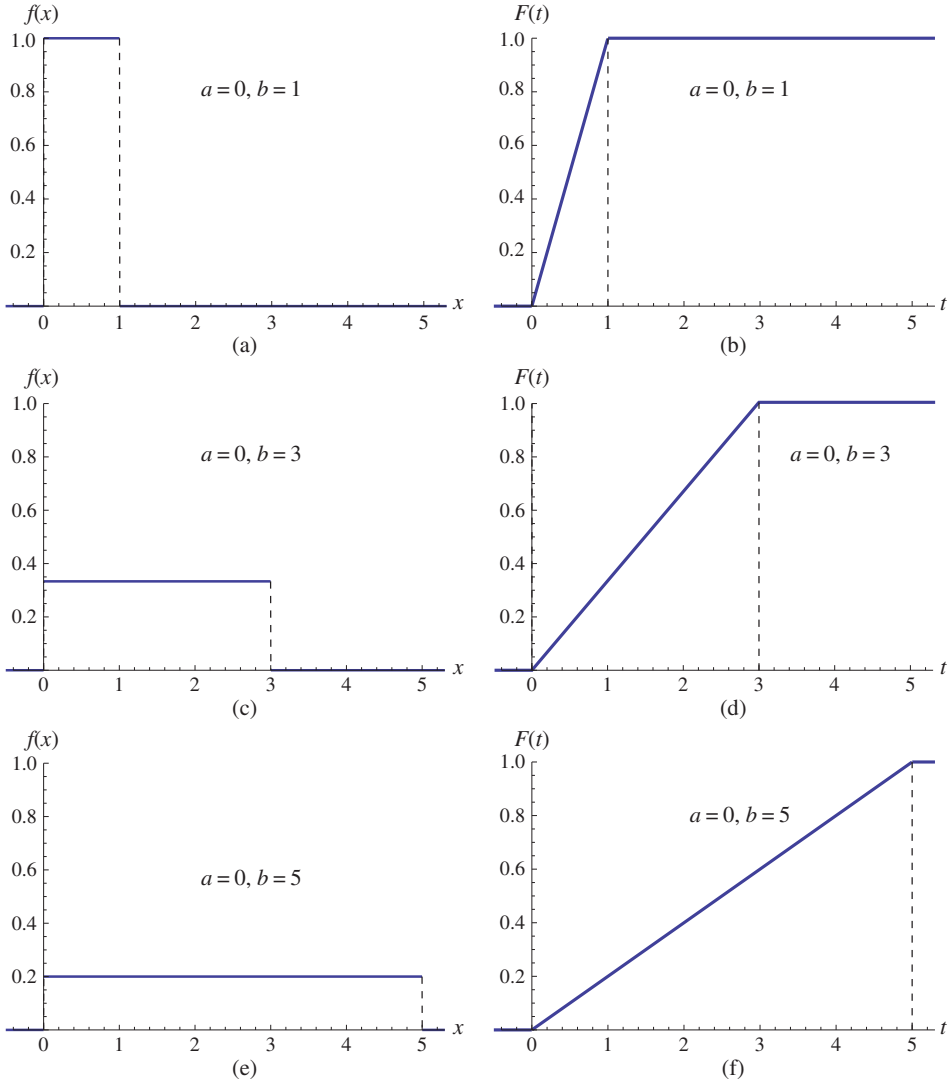 f(x)
1.0
0.8
0.6
0.4
0.2
a = 0, b = 1
0 1 2 3 4 5 x
(a)
F(t)
1.0
0.8
0.6
0.4
0.2
a = 0, b = 1
0 1 2 3 4 5 t
(b)
f(x)
1.0
0.8
0.6
0.4
0.2
a = 0, b = 3
0 1 2 3 4 5 x
(c)
F(t)
1.0
0.8
0.6
0.4
0.2
a = 0, b = 3
0 1 2 3 4 5 t
(d)
f(x)
1.0
0.8
0.6
0.4
0.2
a = 0, b = 5
0 1 2 3 4 5 x
(e)
F(t)
1.0
0.8
0.6
0.4
0.2
a = 0, b = 5
0 1 2 3 4 5 t
(f)